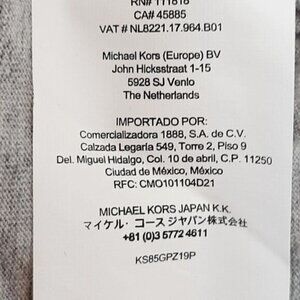 RN# 111818
CA# 45885
VAT # NL8221.17.964.B01
Michael Kors (Europe) BV
John Hicksstraat 1-15
5928 SJ Venlo
The Netherlands
IMPORTADO POR:
Comercializadora 1888, S.A. de C.V.
Calzada Legaría 549, Torre 2, Piso 9
Del. Miguel Hidalgo, Col. 10 de abril, C.P. 11250
Ciudad de México, México
RFC: CMO101104D21
MICHAEL KORS JAPAN K.K.
マイケル・コース ジャパン株式会社
+81 (0)3 5772 4611
KS85GPZ19P